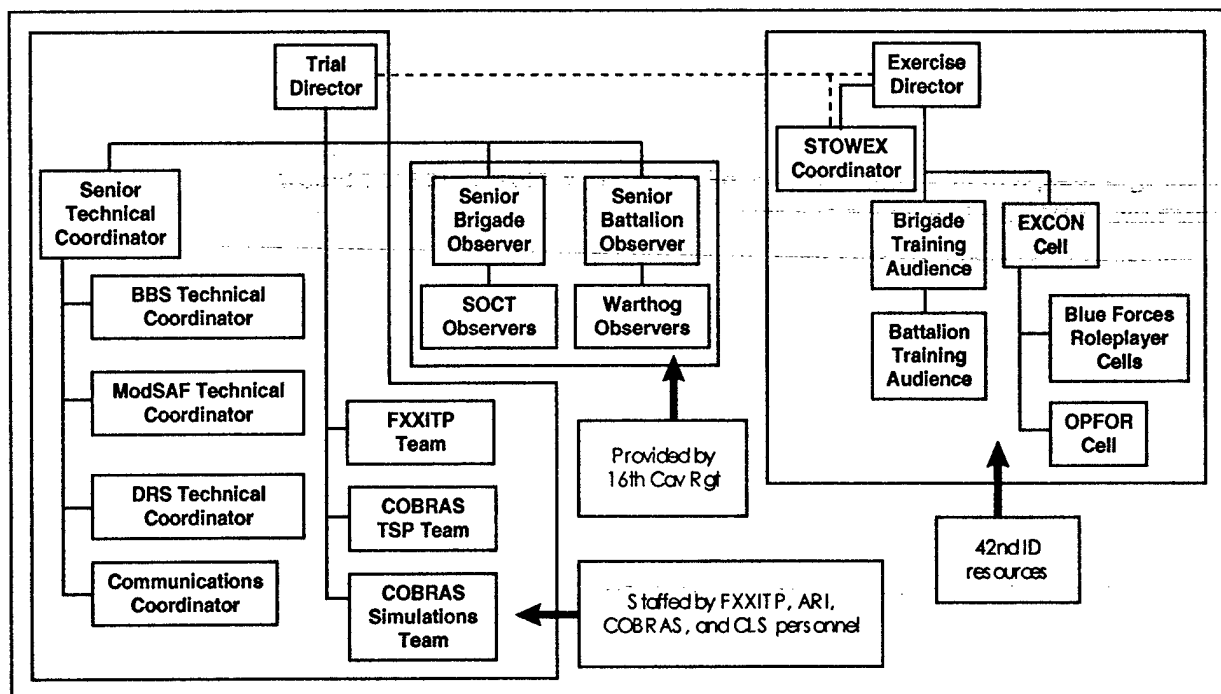 Trial
Director
Exercise
Director
STOWEX
Coordinator
Senior
Technical
Coordinator
Senior
Brigade
Observer
Senior
Battalion
Observer
Brigade
Training
Audience
EXCON
Cell
BBS Technical
Coordinator
SOCT
Observers
Warthog
Observers
Battalion
Training
Audience
Blue Forces
Roleplayer
Cells
ModSAF Technical
Coordinator
FXXITP
Team
OPFOR
Cell
Provided by
16th Cav Rgt
DRS Technical
Coordinator
COBRAS
TSP Team
42nd ID
resources
Communications
Coordinator
COBRAS
Simulations
Team
Staffed by FXXITP, ARI,
COBRAS, and CLS personnel